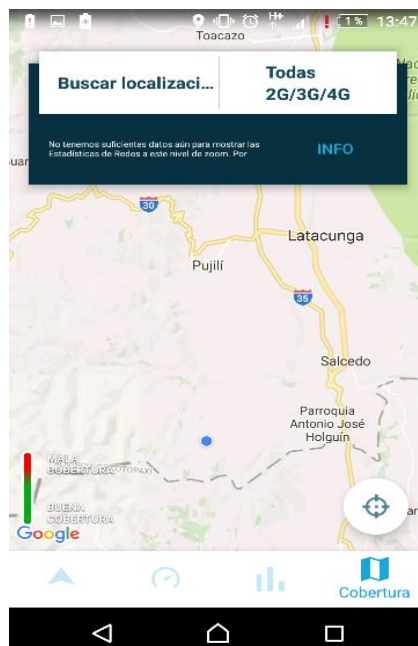 H+ 1% 13:47
Toacazo
Buscar localizaci...
Todas
2G/3G/4G
No tenemos suficientes datos aún para mostrar las
Estadísticas de Redes a este nivel de zoom. Por
INFO
30
Latacunga
Pujilí
35
Salcedo
Parroquia
Antonio José
Holguín
MALA
COBERTURA
COTOPAXI
BUENA
COBERTURA
Google
Cobertura